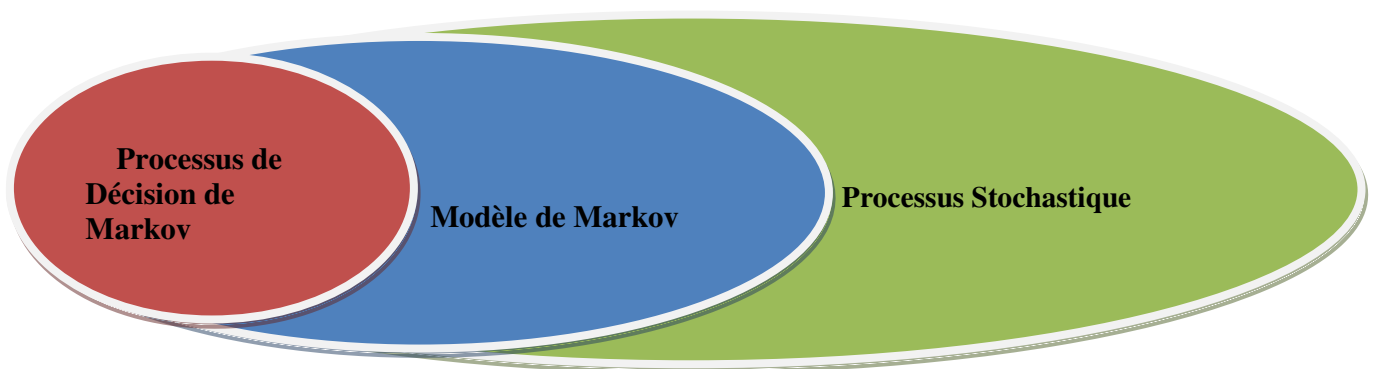 Processus de
Décision de
Markov
Modèle de Markov
Processus Stochastique